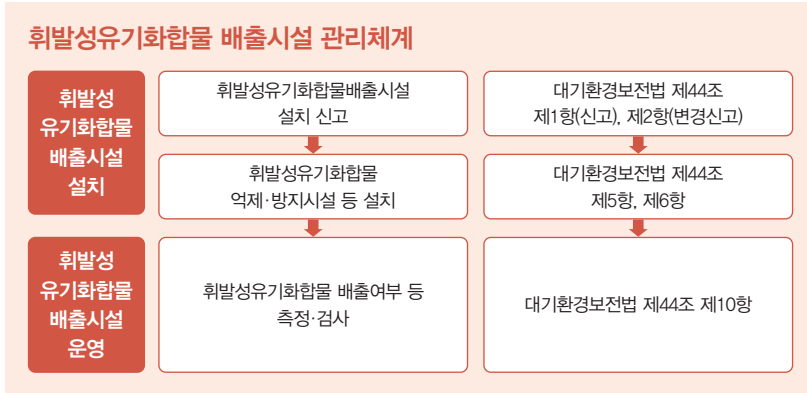 휘발성유기화합물 배출시설 관리체계
휘발성
유기화합물
배출시설
설치
휘발성유기화합물배출시설
설치 신고
대기환경보전법 제44조
제1항(신고), 제2항(변경신고)
휘발성유기화합물
억제·방지시설 등 설치
대기환경보전법 제44조
제5항, 제6항
휘발성
유기화합물
배출시설
운영
휘발성유기화합물 배출여부 등
측정·검사
대기환경보전법 제44조 제10항